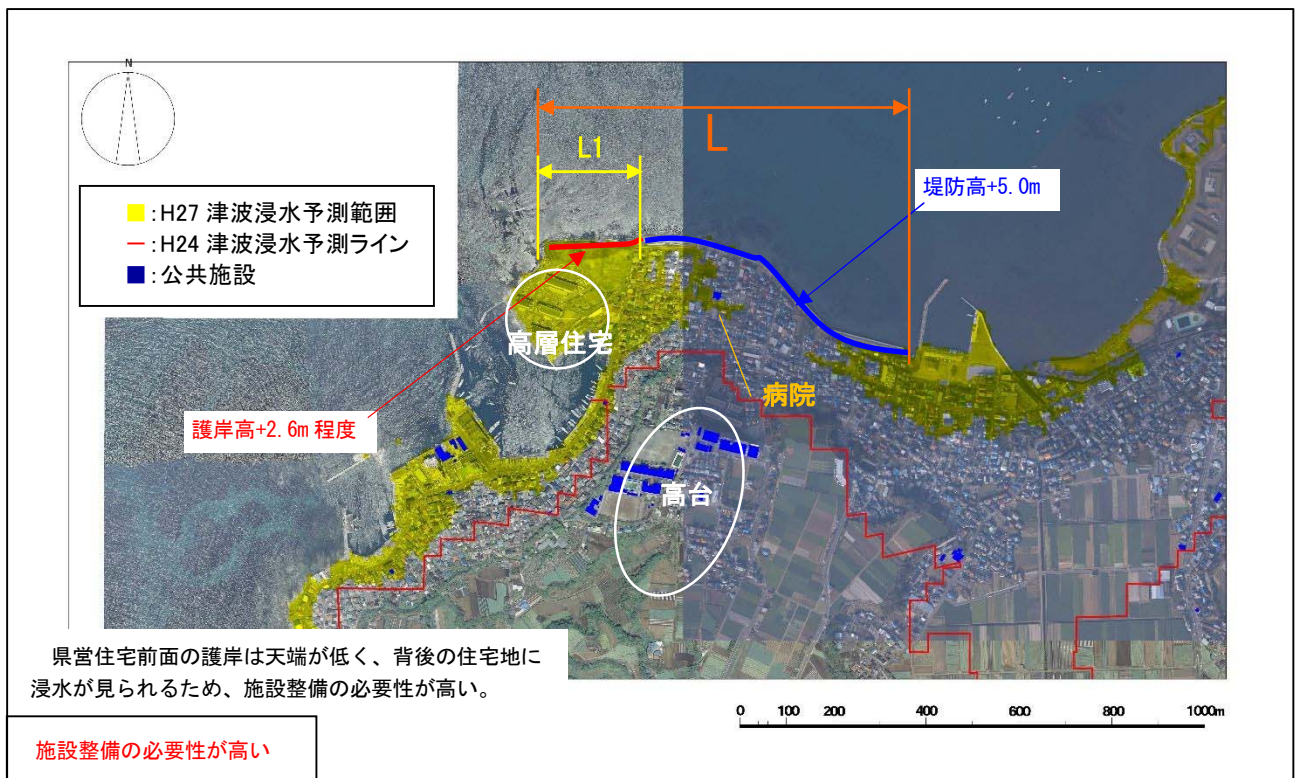 N
L
L1
堤防高+5.0m
■:H27 津波浸水予測範囲
―:H24 津波浸水予測ライン
■:公共施設
高層住宅
病院
護岸高+2.6m 程度
高台
県営住宅前面の護岸は天端が低く、背後の住宅地に
浸水が見られるため、施設整備の必要性が高い。
0 100 200 400 600 800 1000m
施設整備の必要性が高い